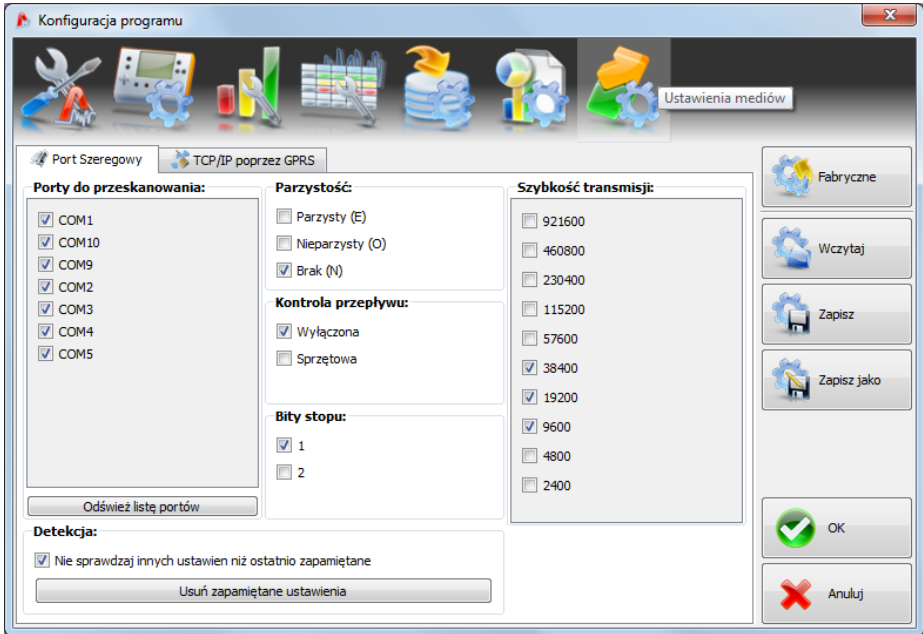 Konfiguracja programu
Ustawienia mediów
Port Szeregowy
TCP/IP poprzez GPRS
Porty do przeskanowania:
COM1
COM10
COM9
COM2
COM3
COM4
COM5
Odśwież listę portów
Parzystość:
Parzysty (E)
Nieparzysty (O)
Brak (N)
Kontrola przepływu:
Wyłączona
Sprzętowa
Bity stopu:
1
2
Szybkość transmisji:
921600
460800
230400
115200
57600
38400
19200
9600
4800
2400
Detekcja:
Nie sprawdzaj innych ustawien niż ostatnio zapamiętane
Usuń zapamiętane ustawienia
Fabryczne
Wczytaj
Zapisz
Zapisz jako
OK
Anuluj